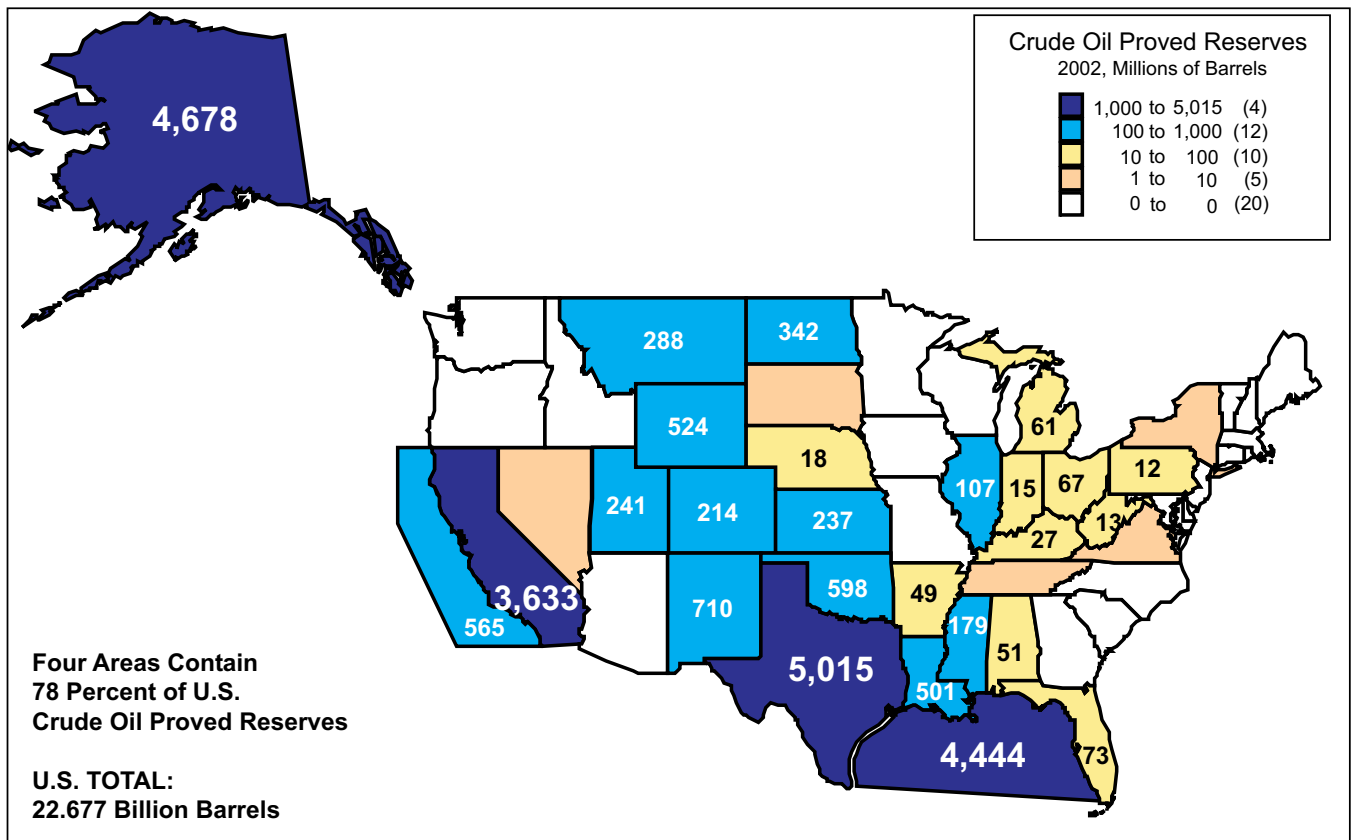 Crude Oil Proved Reserves
2002, Millions of Barrels
1,000 to 5,015 (4)
100 to 1,000 (12)
10 to 100 (10)
1 to 10 (5)
0 to 0 (20)
4,678
288
342
524
18
61
241
214
237
107
15
67
12
13
27
3,633
565
710
598
49
179
51
5,015
501
4,444
73
Four Areas Contain
78 Percent of U.S.
Crude Oil Proved Reserves
U.S. TOTAL:
22.677 Billion Barrels